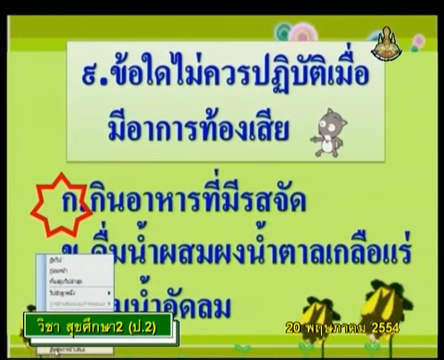 ๙.ข้อใดไม่ควรปฏิบัติเมื่อ
มีอาการท้องเสีย
ก.กินอาหารที่มีรสจัด
ข.ดื่มน้ำผสมผงน้ำตาลเกลือแร่
น้ำอัดลม
วิชา สุขศึกษา2 (ป.2)
20 พฤษภาคม 2554